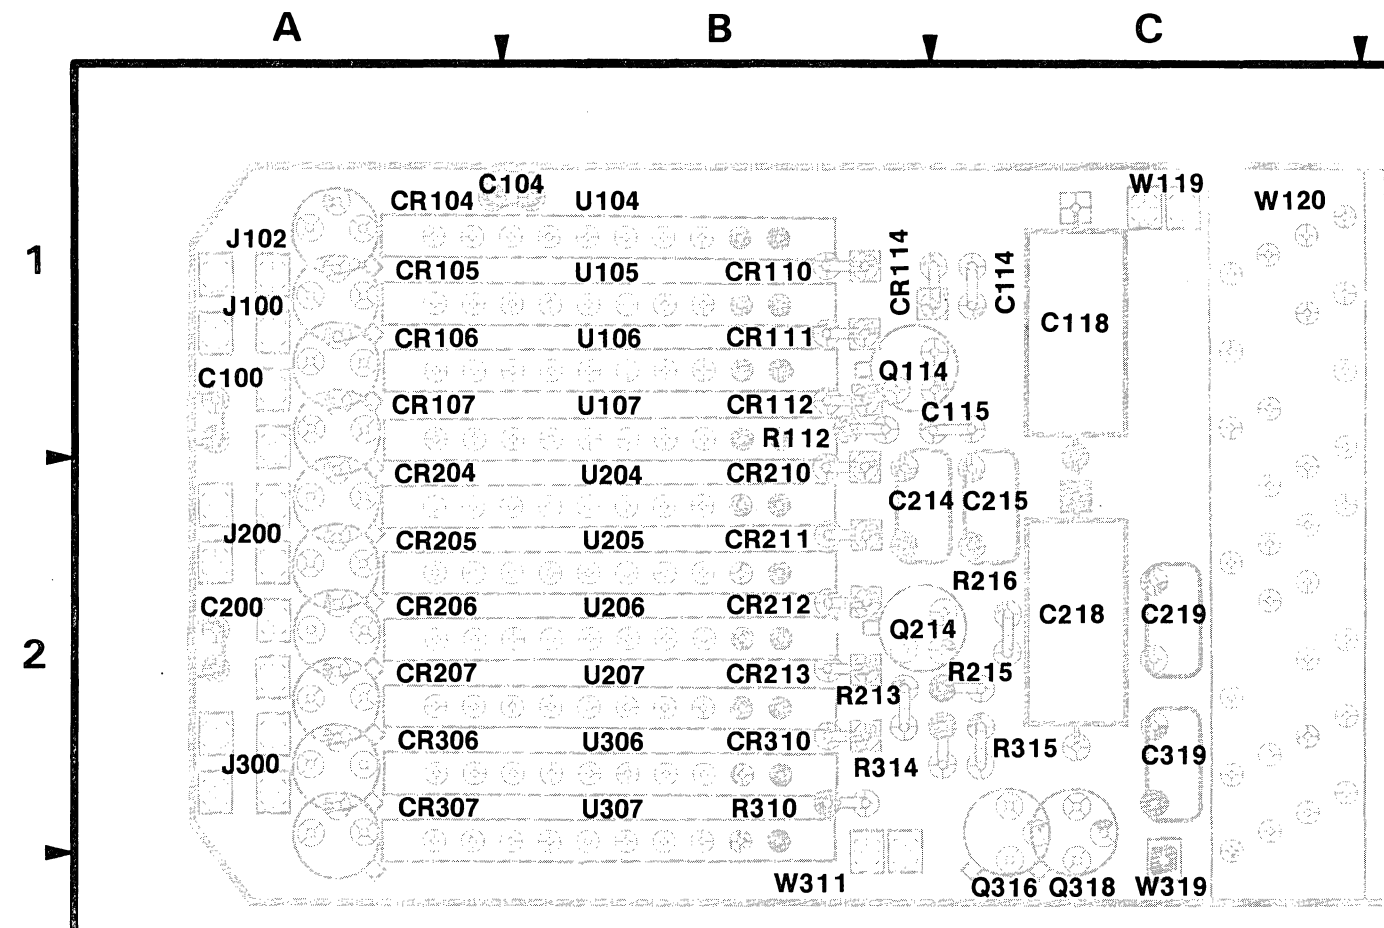 A B C
1
C104 W119
CR104 U104 W120
J102
CR114
C114
CR105 U105 CR110
J100
C118
CR106 U106 CR111
C100
Q114
CR107 U107 CR112
C115
R112
CR204 U204 CR210
C214 C215
J200
CR205 U205 CR211
R216
C200
CR206 U206 CR212
C218 C219
Q214
2
CR207 U207 CR213
R215
R213
CR306 U306 CR310
R315
C319
J300
R314
CR307 U307 R310
W311
Q316 Q318 W319